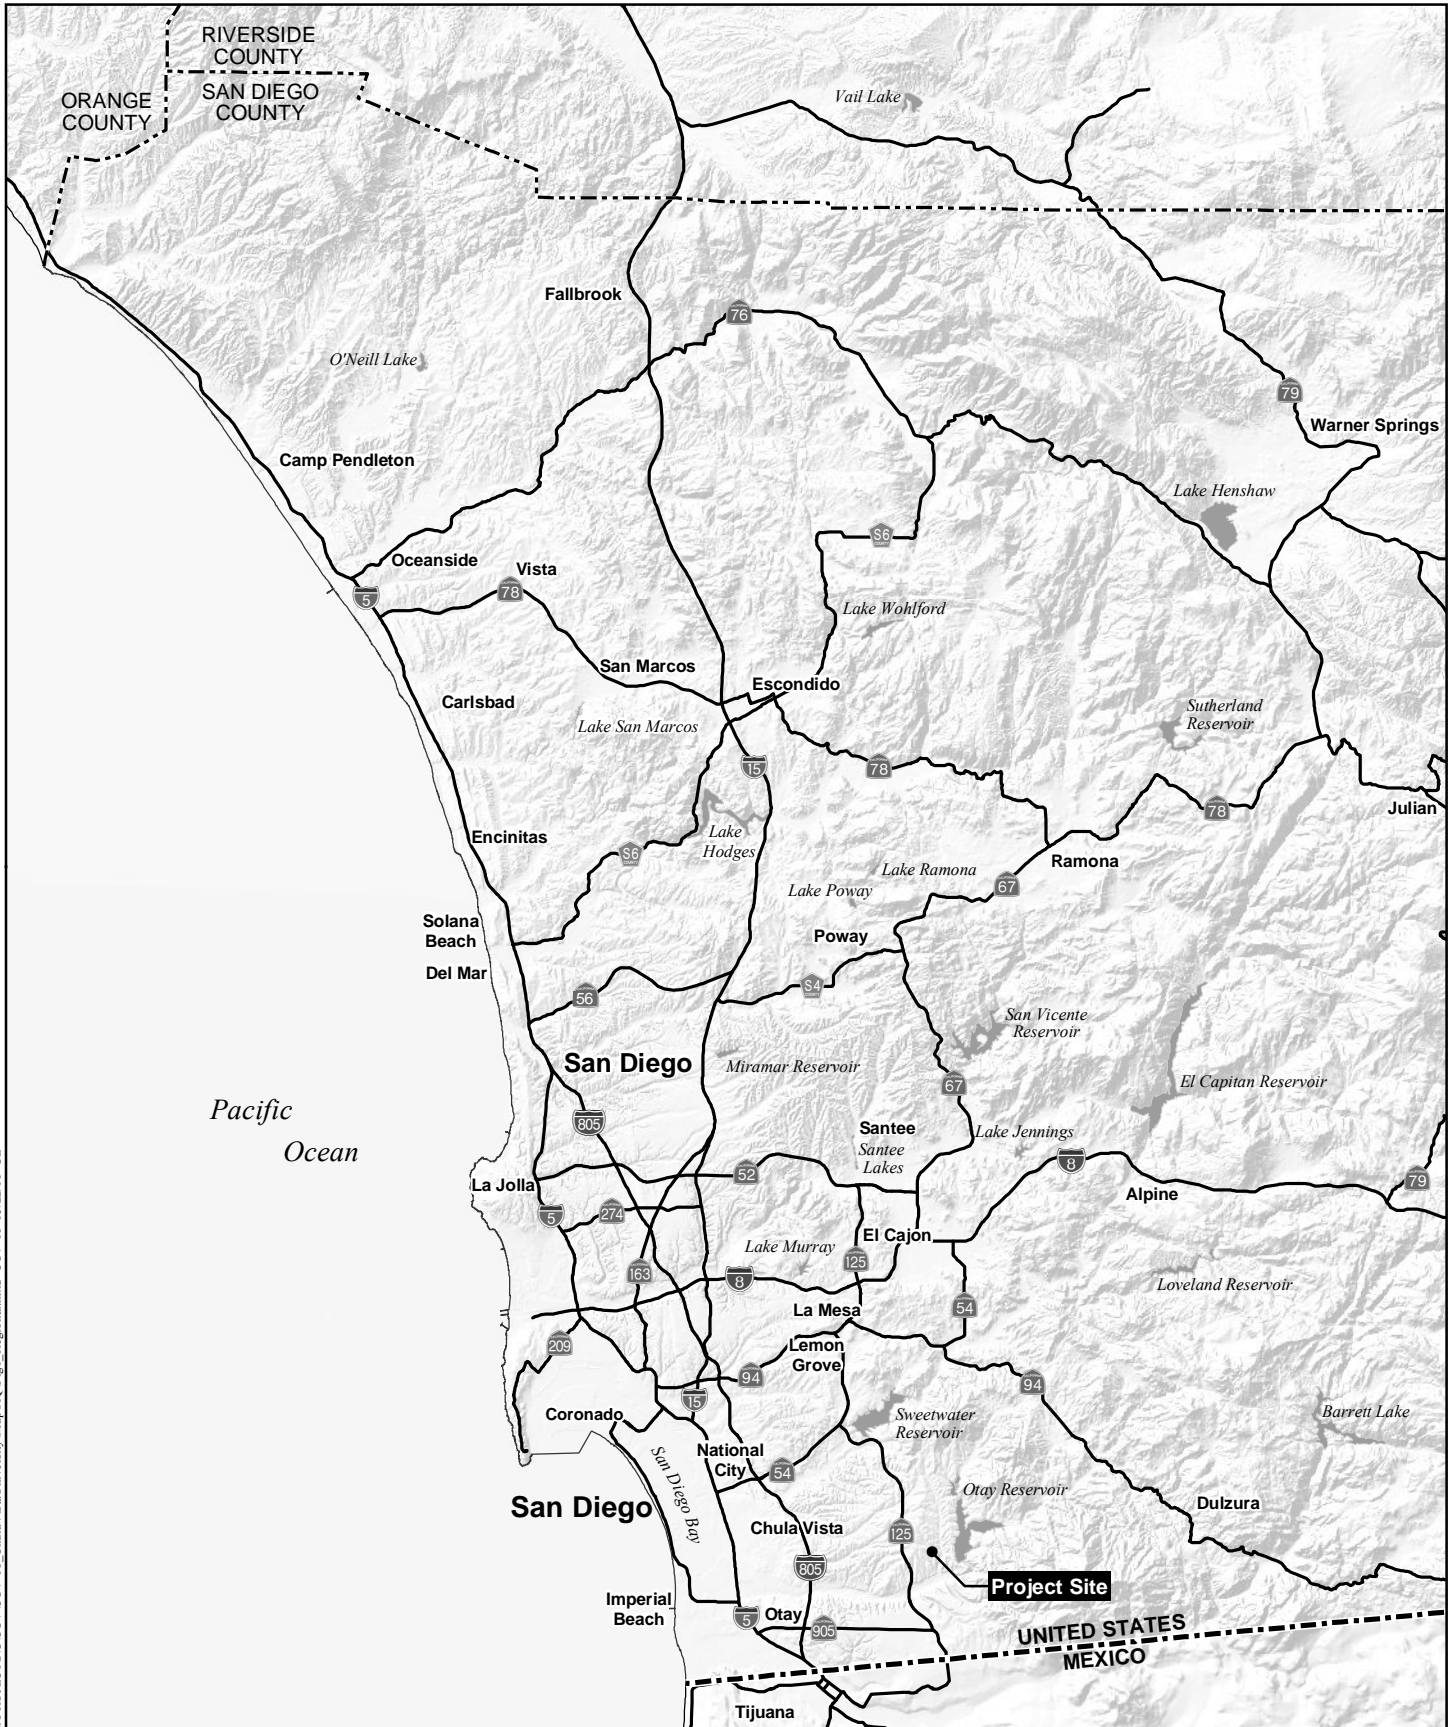 RIVERSIDE
COUNTY
SAN DIEGO
COUNTY
ORANGE
COUNTY
Vail Lake
Fallbrook
76
O'Neill Lake
79
Warner Springs
Camp Pendleton
Lake Henshaw
S6
COUNTY
Oceanside
Vista
78
5
Lake Wohlford
San Marcos
Escondido
Carlsbad
Lake San Marcos
Sutherland
Reservoir
15
78
78
Julian
Encinitas
Lake
Hodges
S6
COUNTY
Ramona
Lake Ramona
67
Lake Poway
Solana
Beach
Poway
Del Mar
S4
COUNTY
56
San Vicente
Reservoir
San Diego
Miramar Reservoir
67
El Capitan Reservoir
Pacific
Ocean
805
Santee
Santee
Lakes
Lake Jennings
8
La Jolla
52
79
Alpine
5
274
El Cajon
Lake Murray
125
163
8
Loveland Reservoir
La Mesa
54
209
Lemon
Grove
94
94
15
Coronado
Sweetwater
Reservoir
Barrett Lake
National
City
54
San Diego Bay
Otay Reservoir
San Diego
Dulzura
Chula Vista
125
805
Project Site
Imperial
Beach
5
Otay
905
UNITED STATES
MEXICO
Tijuana